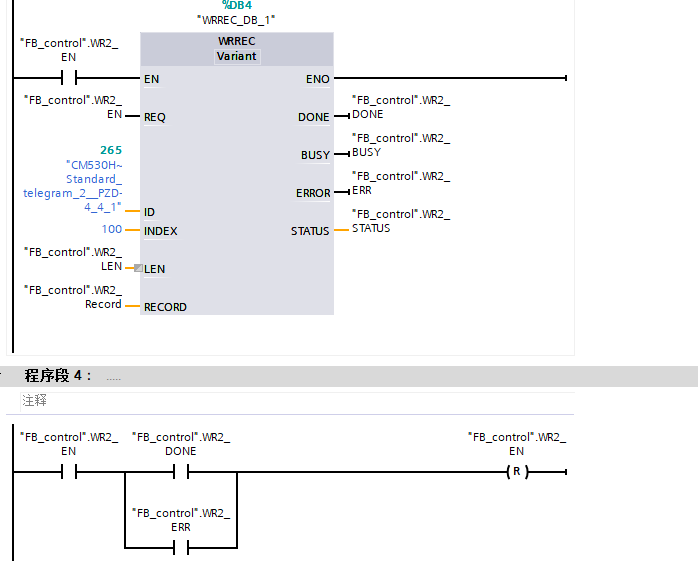 %DB4
"WRREC_DB_1"
"FB_control".WR2_
EN
WRREC
Variant
EN
ENO
"FB_control".WR2_
EN
REQ
DONE
"FB_control".WR2_
DONE
BUSY
"FB_control".WR2_
BUSY
265
"CM530H~
Standard_
telegram_2__PZD-
4_4_1"
ID
ERROR
"FB_control".WR2_
ERR
100
INDEX
STATUS
"FB_control".WR2_
STATUS
"FB_control".WR2_
LEN
LEN
"FB_control".WR2_
Record
RECORD
程序段 4： .....
注释
"FB_control".WR2_
EN
"FB_control".WR2_
DONE
"FB_control".WR2_
EN
R
"FB_control".WR2_
ERR